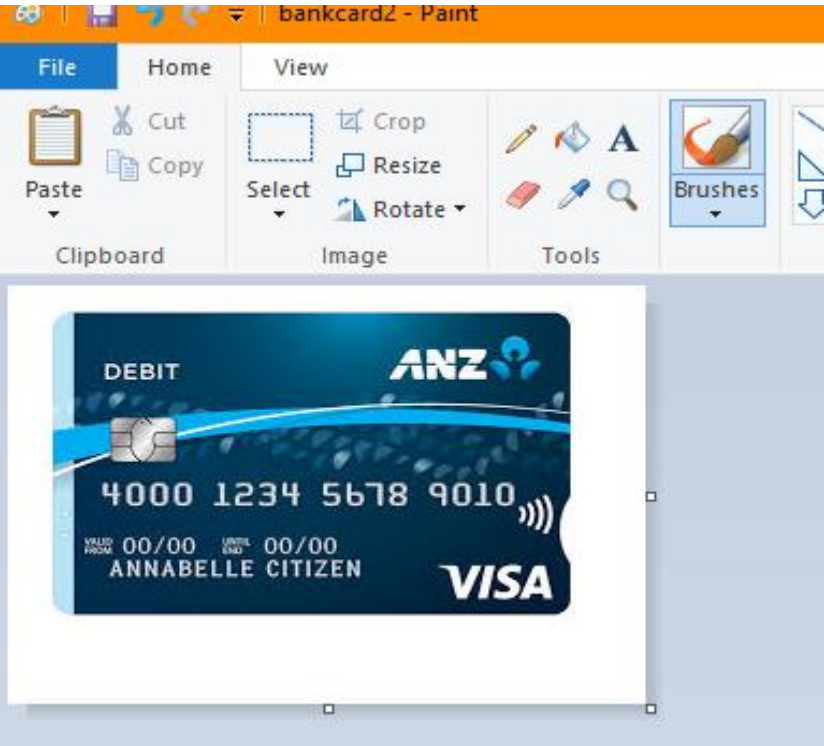 bankcard2 - Paint
File Home View
Paste
Cut
Copy
Select
Crop
Resize
Rotate
A
Brushes
Clipboard
Image
Tools
DEBIT
ANZ
4000 1234 5678 9010
VALID FROM 00/00 UNTIL END 00/00
ANNABELLE CITIZEN
VISA